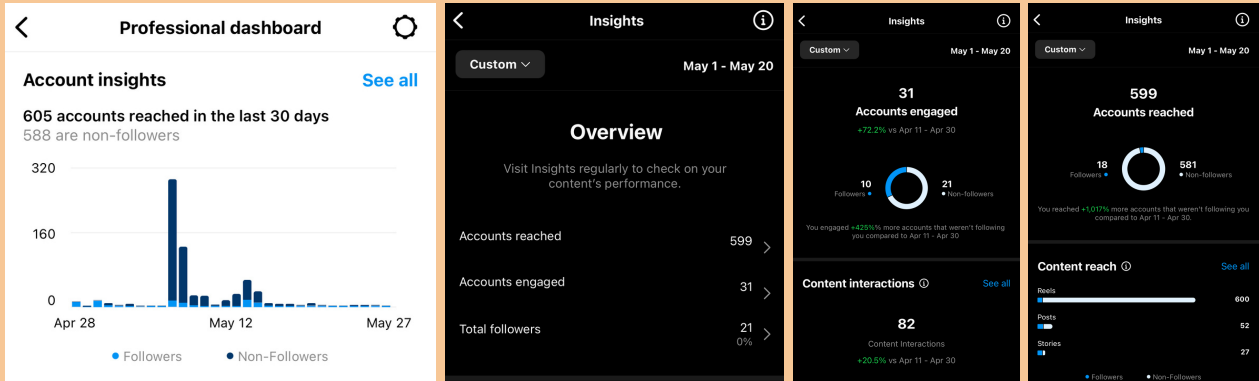 Professional dashboard
Account insights
See all
605 accounts reached in the last 30 days
588 are non-followers
320
160
0
Apr 28
May 12
May 27
Followers
Non-Followers
Insights
Custom
May 1 - May 20
Overview
Visit Insights regularly to check on your
content's performance.
Accounts reached
599
Accounts engaged
31
Total followers
21
0%
Insights
Custom
May 1 - May 20
31
Accounts engaged
+72.2% vs Apr 11 - Apr 30
10
Followers
21
Non-followers
You engaged +425%% more accounts that weren't following
you compared to Apr 11 - Apr 30
Content interactions
See all
82
Content Interactions
+20.5% vs Apr 11 - Apr 30
Insights
Custom
May 1 - May 20
599
Accounts reached
18
Followers
581
Non-followers
You reached +1,017% more accounts that weren't following you
compared to Apr 11 - Apr 30.
Content reach
See all
Reels
600
Posts
52
Stories
27
Followers
Non-Followers